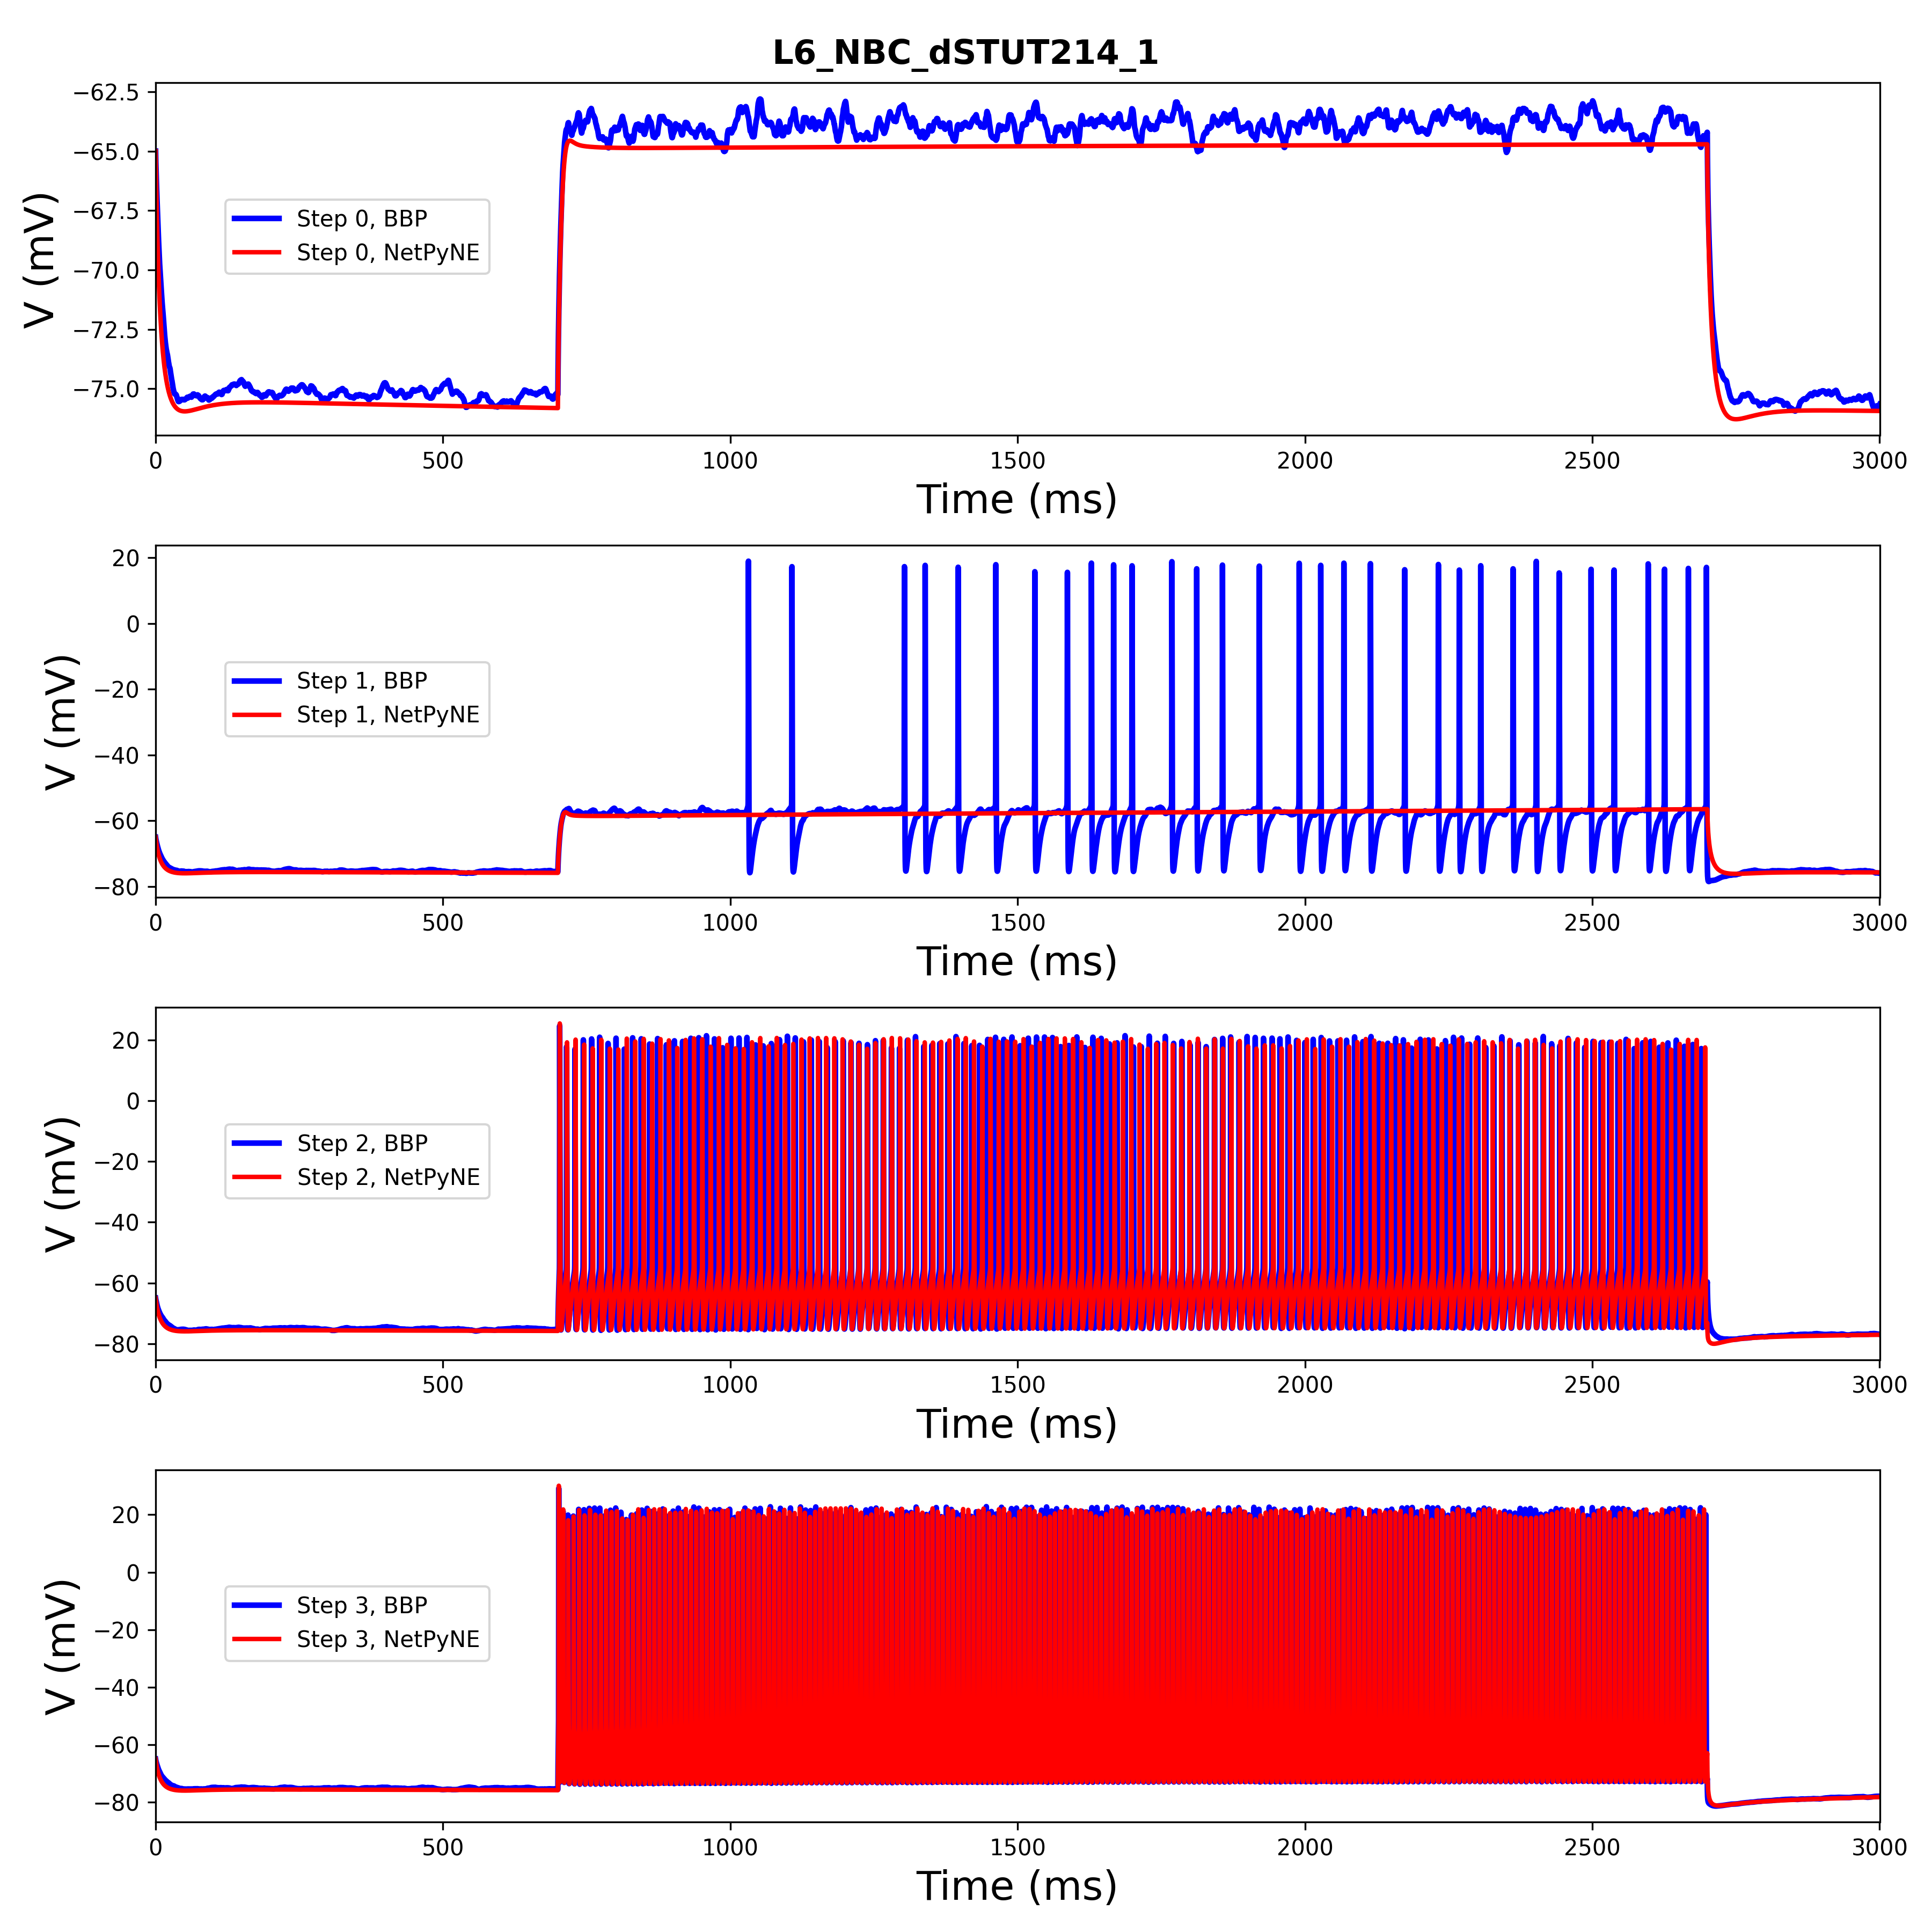 L6_NBC_dSTUT214_1
−62.5
−65.0
−67.5
−70.0
−72.5
−75.0
V (mV)
Step 0, BBP
Step 0, NetPyNE
0 500 1000 1500 2000 2500 3000
Time (ms)
20
0
−20
−40
−60
−80
V (mV)
Step 1, BBP
Step 1, NetPyNE
0 500 1000 1500 2000 2500 3000
Time (ms)
20
0
−20
−40
−60
−80
V (mV)
Step 2, BBP
Step 2, NetPyNE
0 500 1000 1500 2000 2500 3000
Time (ms)
20
0
−20
−40
−60
−80
V (mV)
Step 3, BBP
Step 3, NetPyNE
0 500 1000 1500 2000 2500 3000
Time (ms)